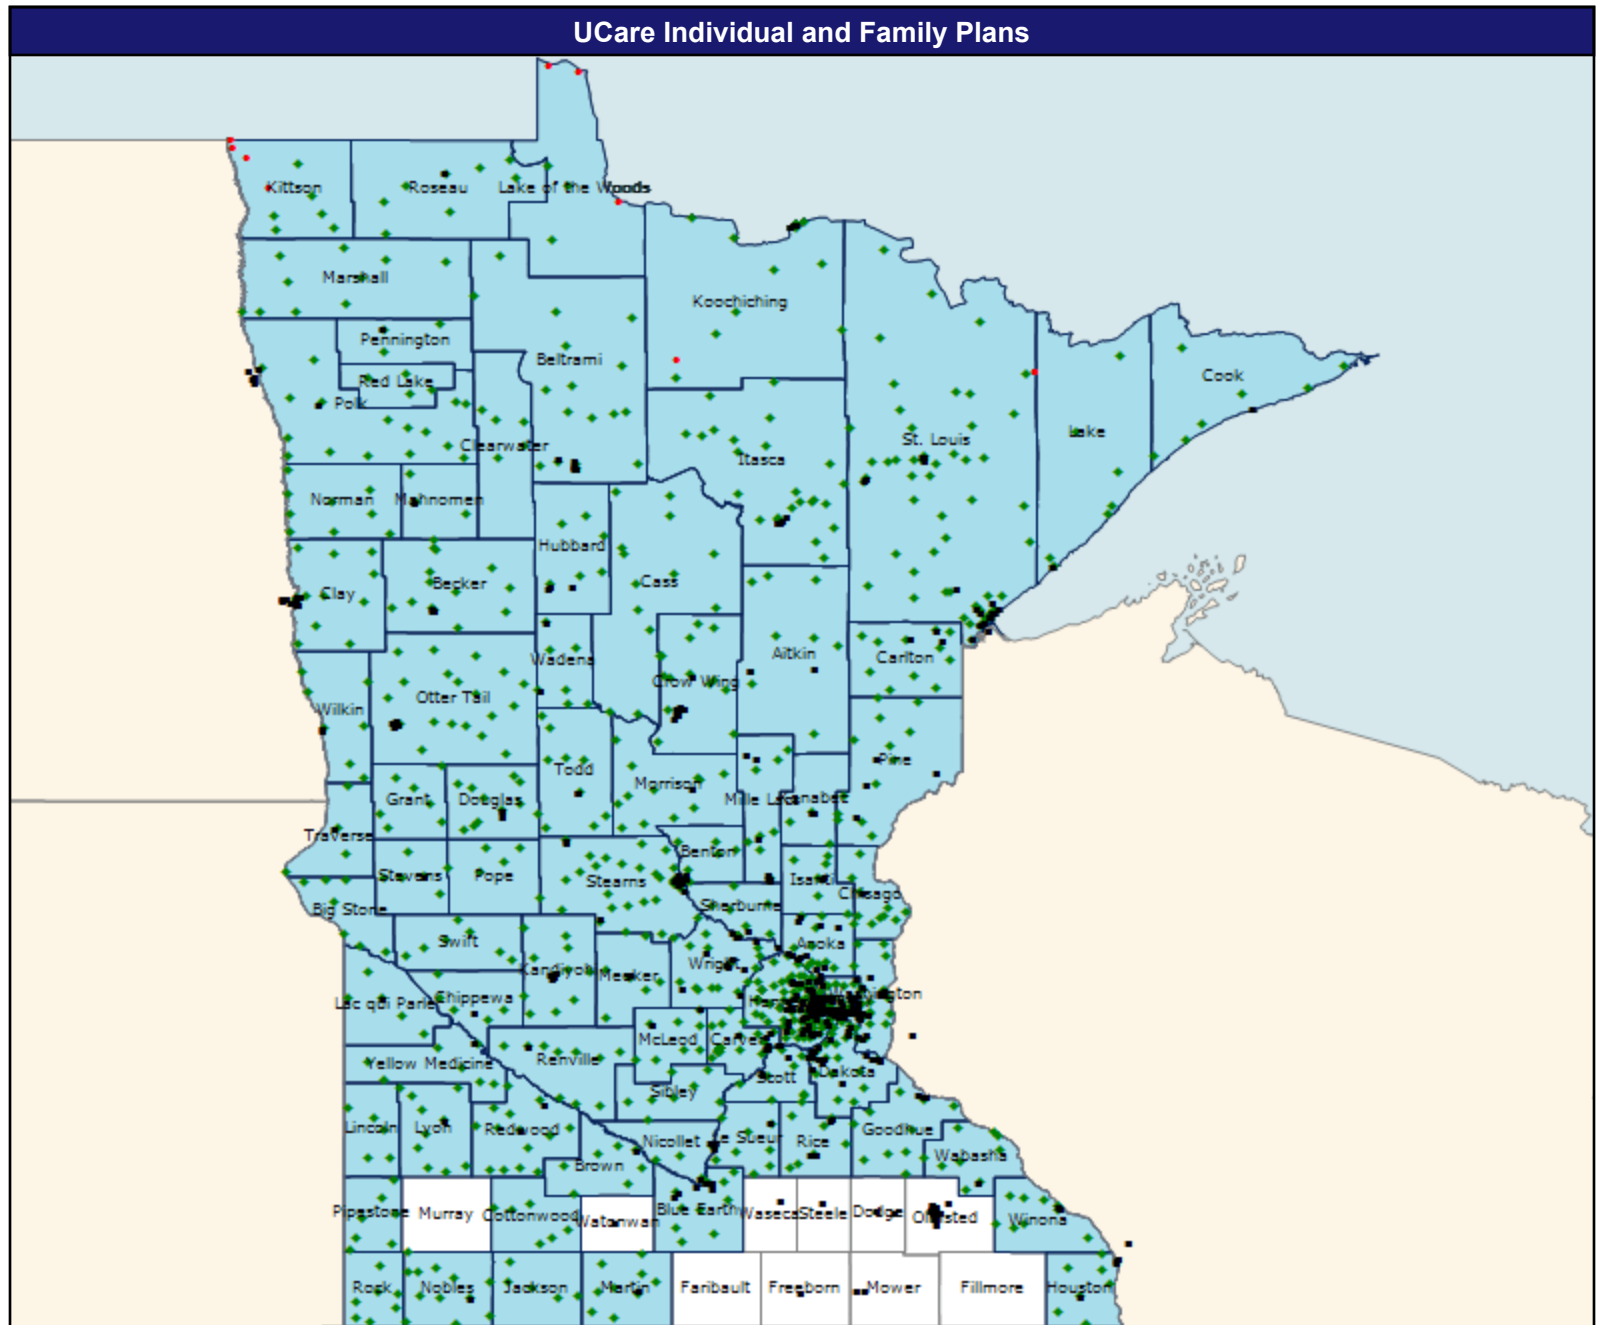 UCare Individual and Family Plans
Kittson
Roseau
Lake of the Woods
Marshall
Koochiching
Pennington
Beltrami
Red Lake
Cook
Polk
Lake
St. Louis
Clearwater
Itasca
Norman
Mahnomen
Hubbard
Cass
Becker
Clay
Aitkin
Carlton
Wadena
Crow Wing
Otter Tail
Wilkin
Pine
Todd
Morrison
Grant
Douglas
Mille Lacs
Kanabec
Traverse
Benton
Stevens
Pope
Stearns
Isanti
Chisago
Sherburne
Big Stone
Swift
Anoka
Wright
Kandiyohi
Meeker
Washington
Chippewa
Lac qui Parle
McLeod
Carver
Renville
Yellow Medicine
Dakota
Scott
Sibley
Lincoln
Lyon
Redwood
Goodhue
Nicollet
Le Sueur
Rice
Wabasha
Brown
Pipestone
Murray
Cottonwood
Watonwan
Blue Earth
Waseca
Steele
Dodge
Olmsted
Winona
Rock
Nobles
Jackson
Martin
Faribault
Freeborn
Mower
Fillmore
Houston